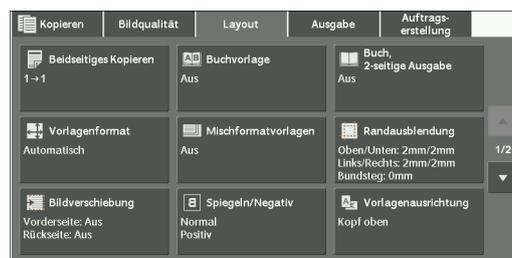 Kopieren
Bildqualität
Layout
Ausgabe
Auftrags-
erstellung
Beidseitiges Kopieren
1→1
Buchvorlage
Aus
Buch,
2-seitige Ausgabe
Aus
Vorlagenformat
Automatisch
Mischformatvorlagen
Aus
Randausblendung
Oben/Unten: 2mm/2mm
Links/Rechts: 2mm/2mm
Bundsteg: 0mm
1/2
Bildverschiebung
Vorderseite: Aus
Rückseite: Aus
Spiegeln/Negativ
Normal
Positiv
Vorlagenausrichtung
Kopf oben